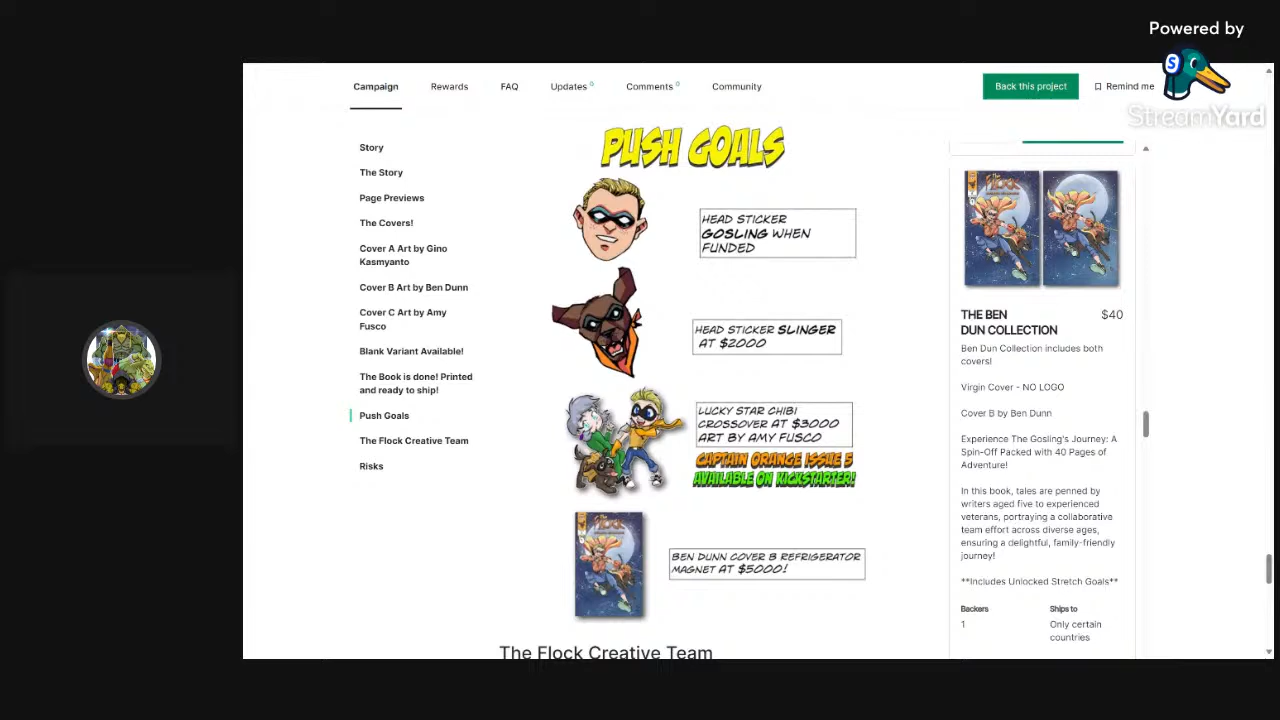 Powered by
S
StreamYard
Campaign
Rewards
FAQ
Updates 0
Comments 0
Community
Back this project
Remind me
Story
The Story
Page Previews
The Covers!
Cover A Art by Gino
Kasmyanto
Cover B Art by Ben Dunn
Cover C Art by Amy
Fusco
Blank Variant Available!
The Book is done! Printed
and ready to ship!
Push Goals
The Flock Creative Team
Risks
PUSH GOALS
HEAD STICKER
GOSLING WHEN
FUNDED
HEAD STICKER SLINGER
AT $2000
LUCKY STAR CHIBI
CROSSOVER AT $3000
ART BY AMY FUSCO
CAPTAIN ORANGE ISSUE 5
AVAILABLE ON KICKSTARTER!
The Flock
BEN DUNN COVER B REFRIGERATOR
MAGNET AT $5000!
The Flock Creative Team
The Flock
THE BEN
DUN COLLECTION
$40
Ben Dun Collection includes both
covers!
Virgin Cover - NO LOGO
Cover B by Ben Dunn
Experience The Gosling's Journey: A
Spin-Off Packed with 40 Pages of
Adventure!
In this book, tales are penned by
writers aged five to experienced
veterans, portraying a collaborative
team effort across diverse ages,
ensuring a delightful, family-friendly
journey!
**Includes Unlocked Stretch Goals**
Backers
1
Ships to
Only certain
countries